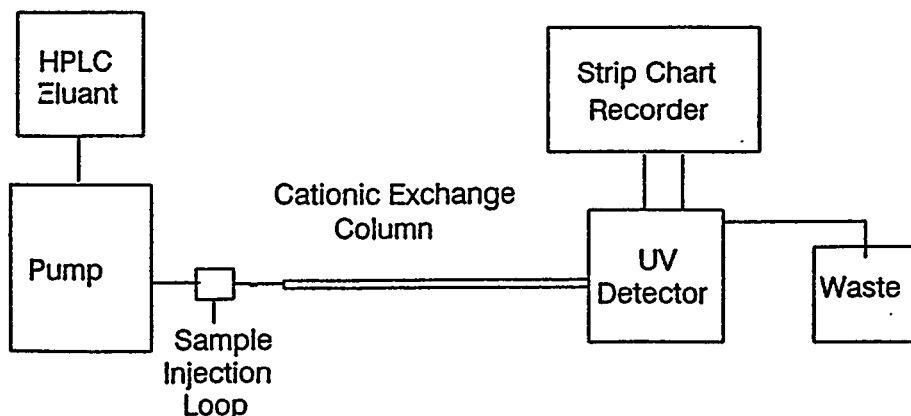 HPLC
Eluant
Strip Chart
Recorder
Cationic Exchange
Column
Pump
UV
Detector
Waste
Sample
Injection
Loop